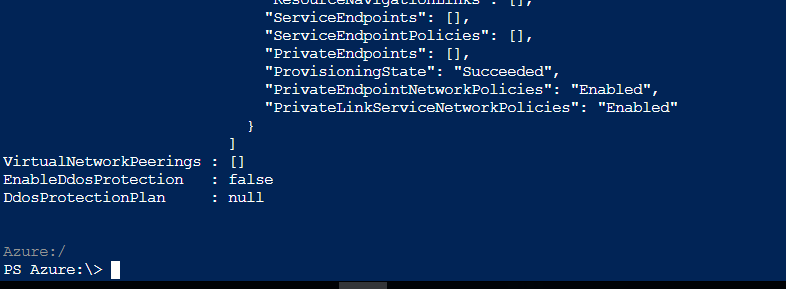 "ResourceNavigationLinks": [],
"ServiceEndpoints": [],
"ServiceEndpointPolicies": [],
"PrivateEndpoints": [],
"ProvisioningState": "Succeeded",
"PrivateEndpointNetworkPolicies": "Enabled",
"PrivateLinkServiceNetworkPolicies": "Enabled"
}
]
VirtualNetworkPeerings : []
EnableDdosProtection : false
DdosProtectionPlan : null
Azure:/
PS Azure:\>